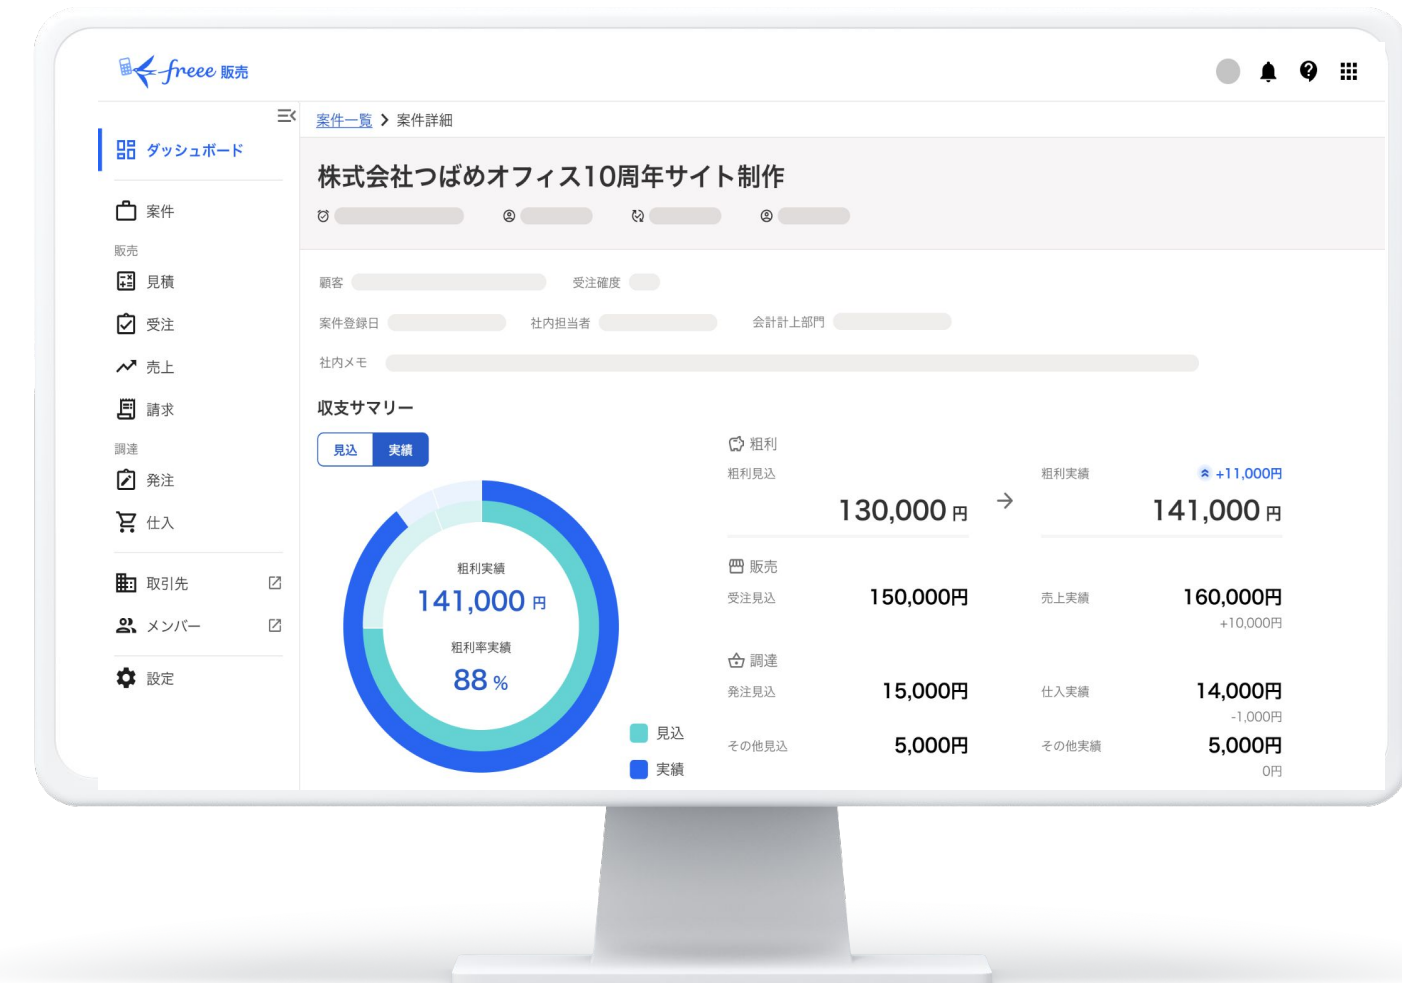 freee 販売
案件一覧 > 案件詳細
ダッシュボード
案件
販売
見積
受注
売上
請求
調達
発注
仕入
取引先
メンバー
設定
株式会社つばめオフィス10周年サイト制作
顧客 受注確度
案件登録日 社内担当者 会計計上部門
社内メモ
収支サマリー
見込 実績
粗利実績
141,000 円
粗利率実績
88 %
見込
実績
粗利
粗利見込 粗利実績 +11,000円
130,000 円 → 141,000 円
販売
受注見込 150,000円 売上実績 160,000円
+10,000円
調達
発注見込 15,000円 仕入実績 14,000円
-1,000円
その他見込 5,000円 その他実績 5,000円
0円